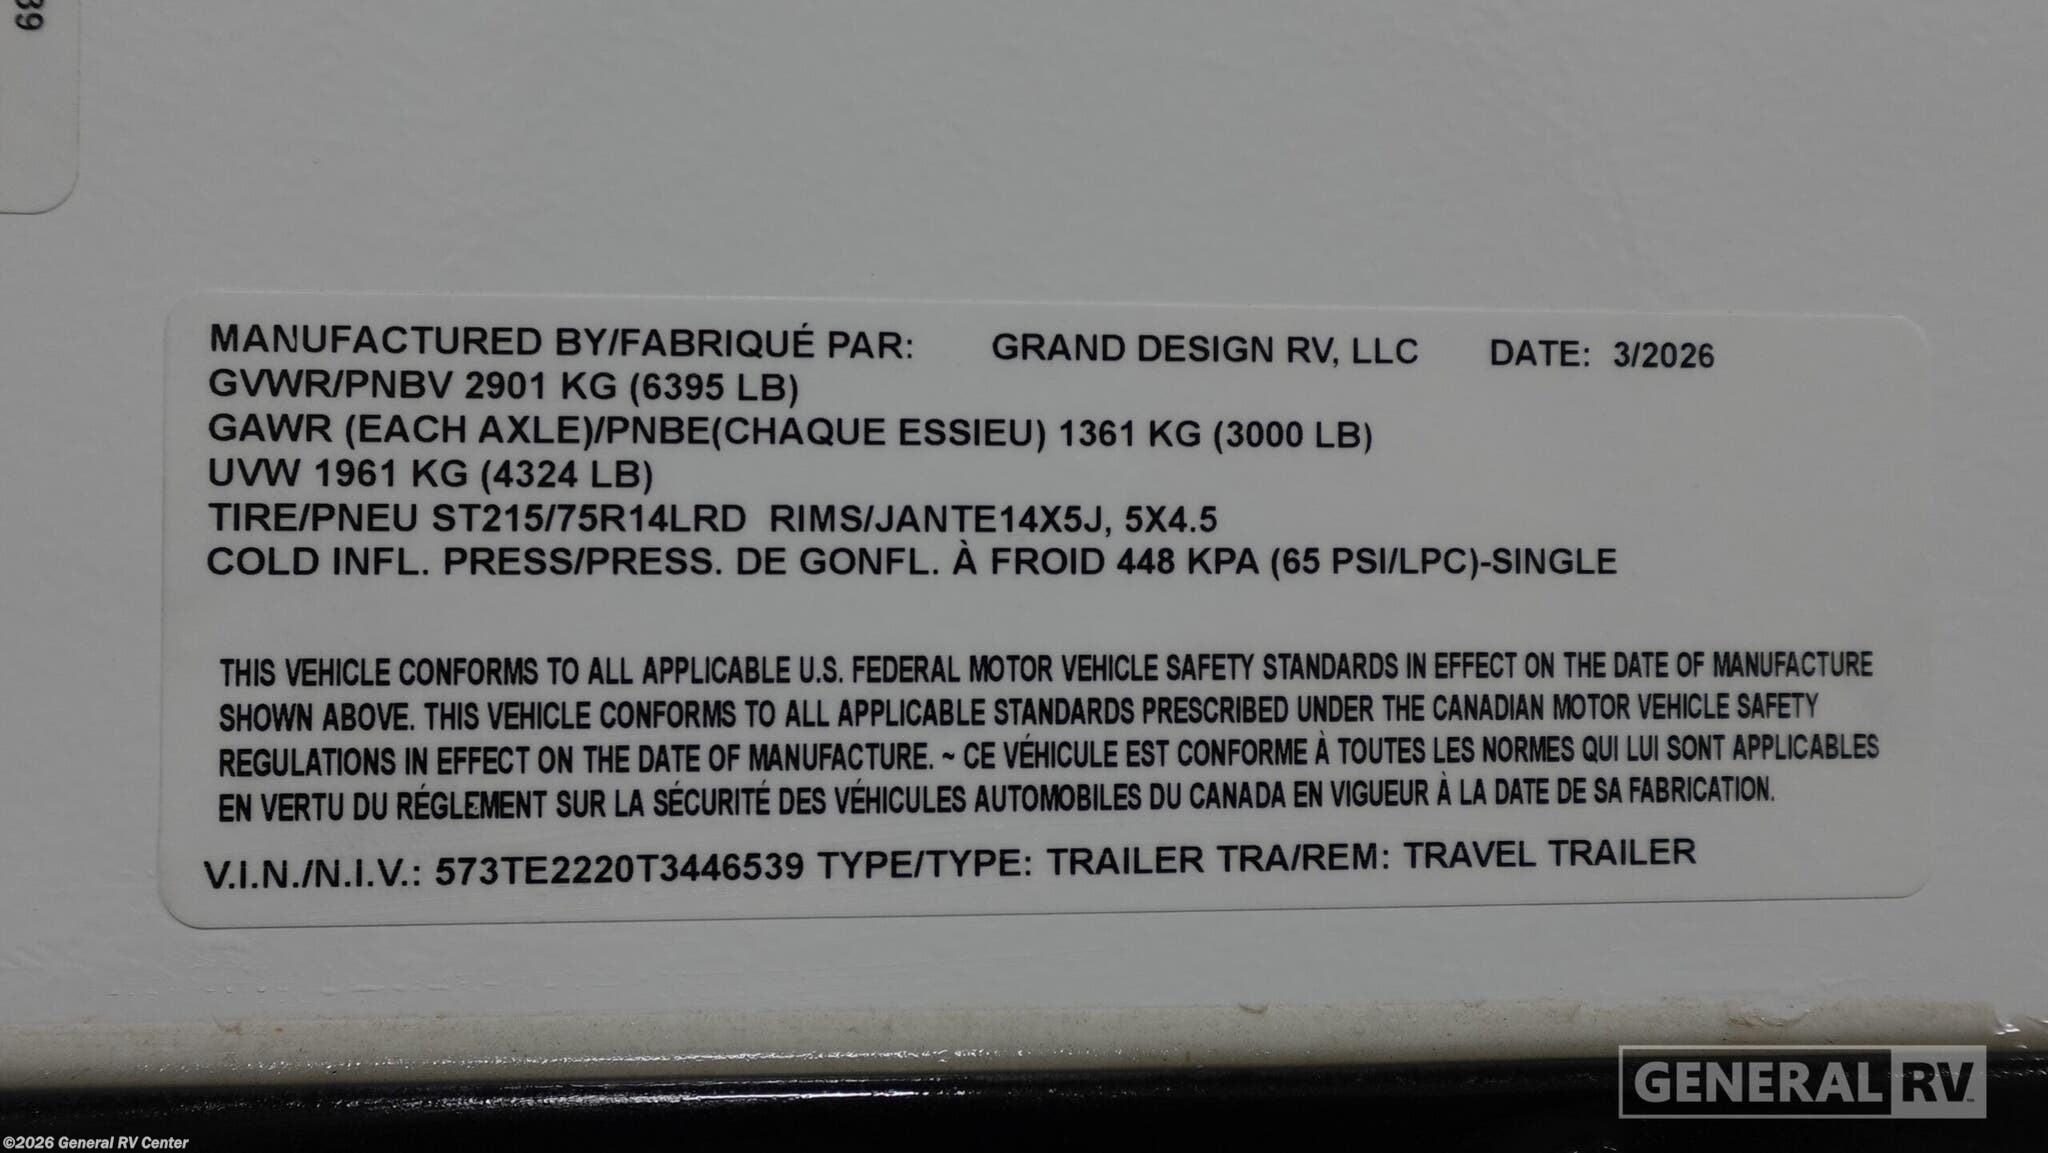 39
MANUFACTURED BY/FABRIQUÉ PAR: GRAND DESIGN RV, LLC DATE: 3/2026
GVWR/PNBV 2901 KG (6395 LB)
GAWR (EACH AXLE)/PNBE(CHAQUE ESSIEU) 1361 KG (3000 LB)
UVW 1961 KG (4324 LB)
TIRE/PNEU ST215/75R14LRD RIMS/JANTE14X5J, 5X4.5
COLD INFL. PRESS/PRESS. DE GONFL. À FROID 448 KPA (65 PSI/LPC)-SINGLE
THIS VEHICLE CONFORMS TO ALL APPLICABLE U.S. FEDERAL MOTOR VEHICLE SAFETY STANDARDS IN EFFECT ON THE DATE OF MANUFACTURE
SHOWN ABOVE. THIS VEHICLE CONFORMS TO ALL APPLICABLE STANDARDS PRESCRIBED UNDER THE CANADIAN MOTOR VEHICLE SAFETY
REGULATIONS IN EFFECT ON THE DATE OF MANUFACTURE. ~ CE VÉHICULE EST CONFORME À TOUTES LES NORMES QUI LUI SONT APPLICABLES
EN VERTU DU RÉGLEMENT SUR LA SÉCURITÉ DES VÉHICULES AUTOMOBILES DU CANADA EN VIGUEUR À LA DATE DE SA FABRICATION.
V.I.N./N.I.V.: 573TE2220T3446539 TYPE/TYPE: TRAILER TRA/REM: TRAVEL TRAILER
GENERAL RV
©2026 General RV Center